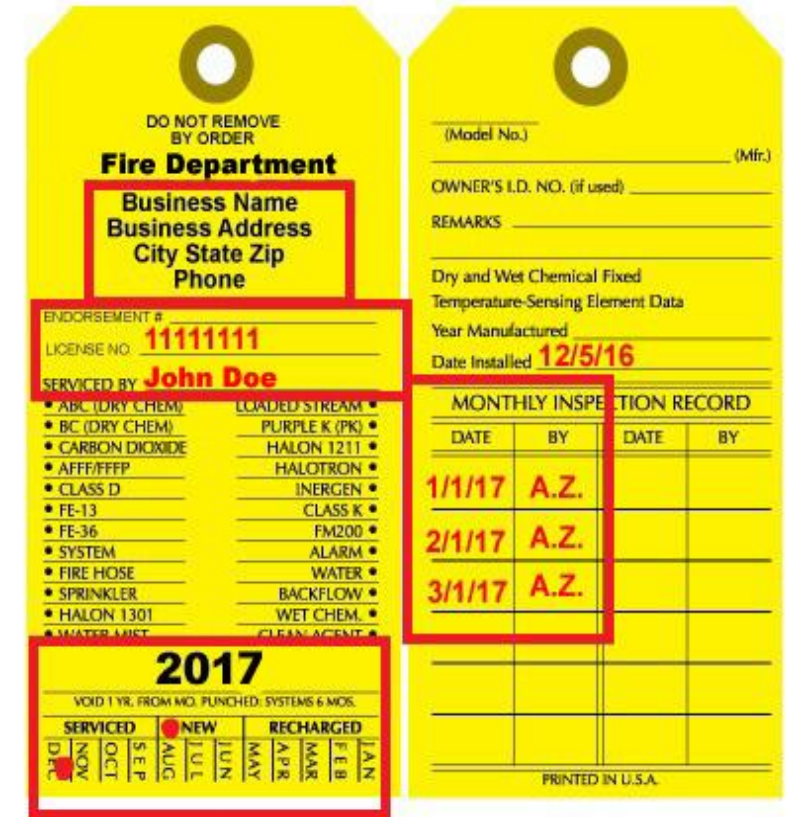 DO NOT REMOVE
BY ORDER
Fire Department
Business Name
Business Address
City State Zip
Phone
ENDORSEMENT #
LICENSE NO. 11111111
SERVICED BY John Doe
• ABC (DRY CHEM) LOADED STREAM •
• BC (DRY CHEM) PURPLE K (PK) •
• CARBON DIOXIDE HALON 1211 •
• AFFF/FFFP HALOTRON •
• CLASS D INERGEN •
• FE-13 CLASS K •
• FE-36 FM200 •
• SYSTEM ALARM •
• FIRE HOSE WATER •
• SPRINKLER BACKFLOW •
• HALON 1301 WET CHEM. •
• WATER MIST CLEAN AGENT •
2017
VOID 1 YR. FROM MO. PUNCHED: SYSTEMS 6 MOS.
SERVICED NEW RECHARGED
DEC NOV OCT SEP AUG JUL JUN MAY APR MAR FEB JAN
(Model No.)
(Mfr.)
OWNER'S I.D. NO. (if used)
REMARKS
Dry and Wet Chemical Fixed
Temperature-Sensing Element Data
Year Manufactured
Date Installed 12/5/16
MONTHLY INSPECTION RECORD
DATE BY DATE BY
1/1/17 A.Z.
2/1/17 A.Z.
3/1/17 A.Z.
PRINTED IN U.S.A.